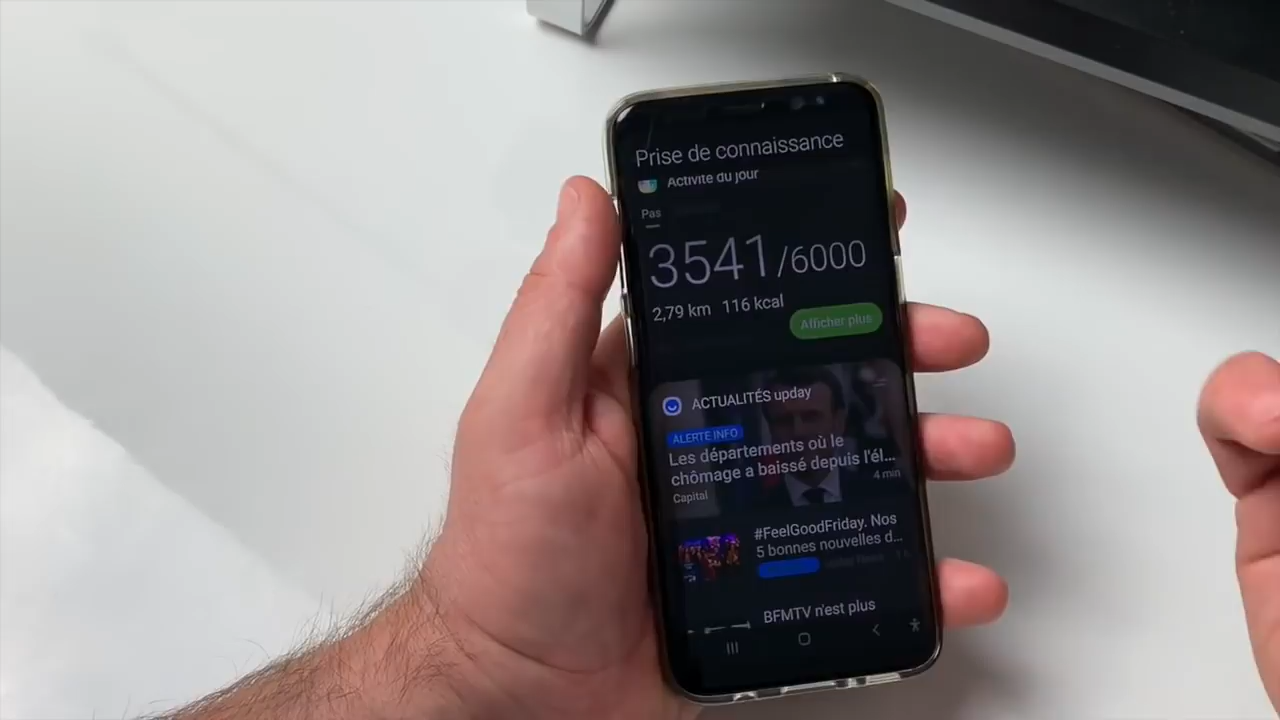 Prise de connaissance
Activité du jour
Pas
3541/6000
2,79 km 116 kcal
Afficher plus
ACTUALITÉS upday
ALERTE INFO
Les départements où le
chômage a baissé depuis l'él...
4 min
Capital
#FeelGoodFriday. Nos
5 bonnes nouvelles d...
BFMTV n'est plus